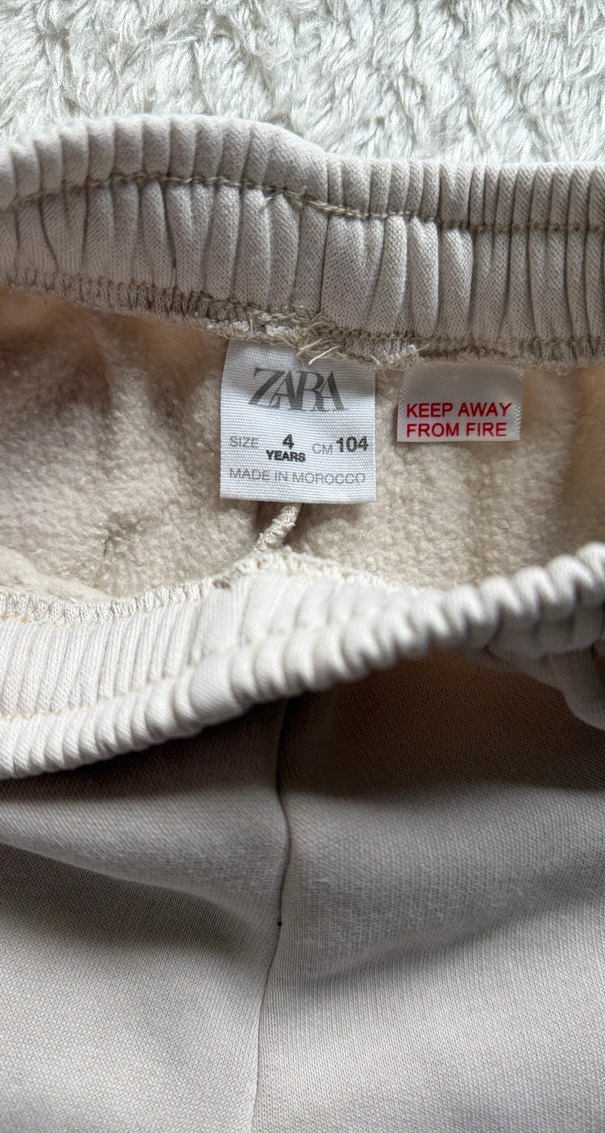 ZARA
SIZE 4 YEARS CM 104
MADE IN MOROCCO
KEEP AWAY
FROM FIRE